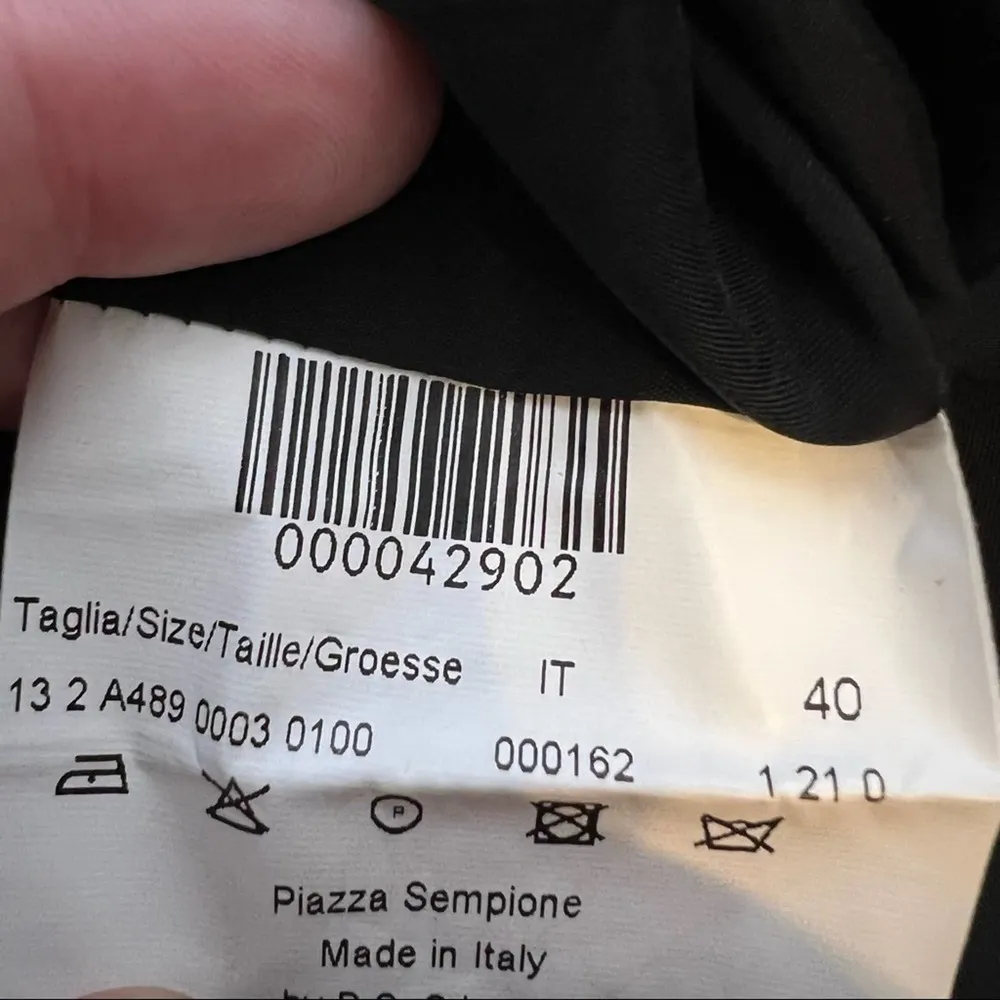 000042902
Taglia/Size/Taille/Groesse IT 40
13 2 A489 0003 0100 000162 1 21 0
P
Piazza Sempione
Made in Italy
by